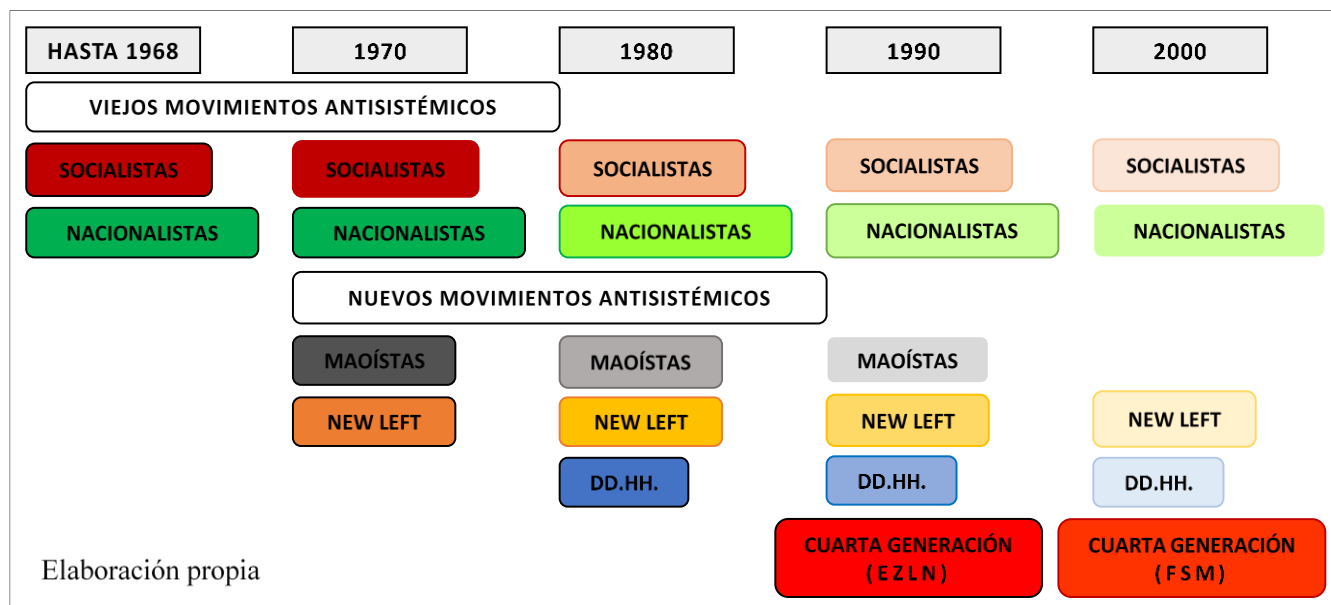 HASTA 1968 1970 1980 1990 2000
VIEJOS MOVIMIENTOS ANTISISTÉMICOS
SOCIALISTAS SOCIALISTAS SOCIALISTAS SOCIALISTAS SOCIALISTAS
NACIONALISTAS NACIONALISTAS NACIONALISTAS NACIONALISTAS NACIONALISTAS
NUEVOS MOVIMIENTOS ANTISISTÉMICOS
MAOÍSTAS MAOÍSTAS MAOÍSTAS
NEW LEFT NEW LEFT NEW LEFT NEW LEFT
DD.HH. DD.HH. DD.HH.
CUARTA GENERACIÓN CUARTA GENERACIÓN
( E Z L N ) ( F S M )
Elaboración propia